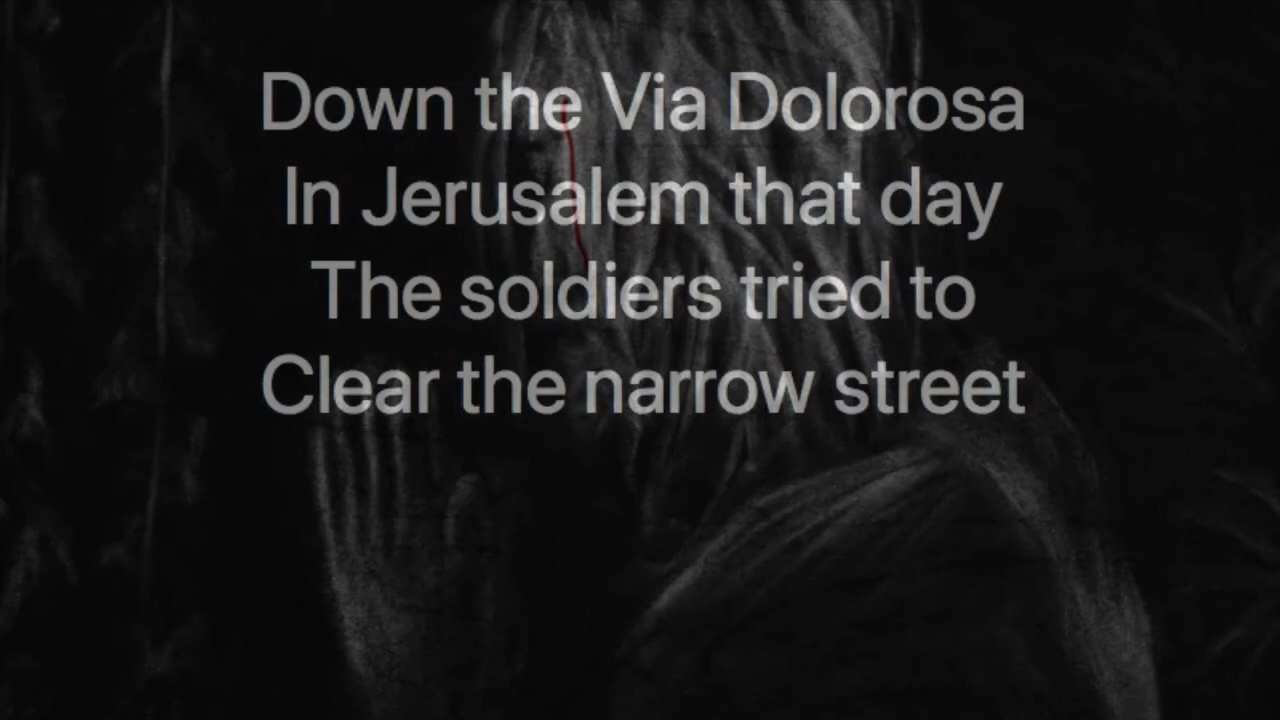 Down the Via Dolorosa
In Jerusalem that day
The soldiers tried to
Clear the narrow street